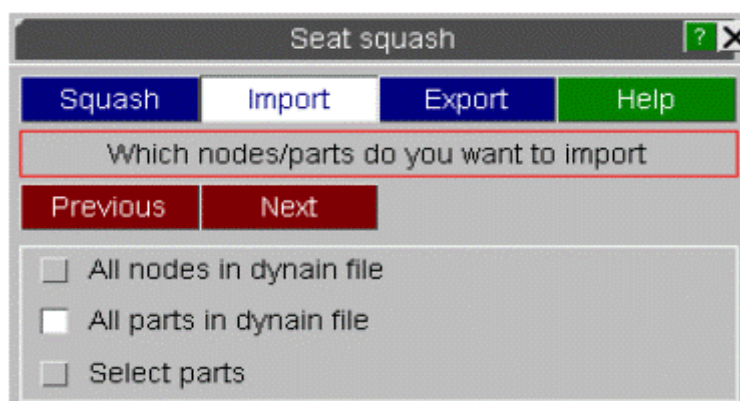 Seat squash ? X
Squash Import Export Help
Which nodes/parts do you want to import
Previous Next
All nodes in dynain file
All parts in dynain file
Select parts